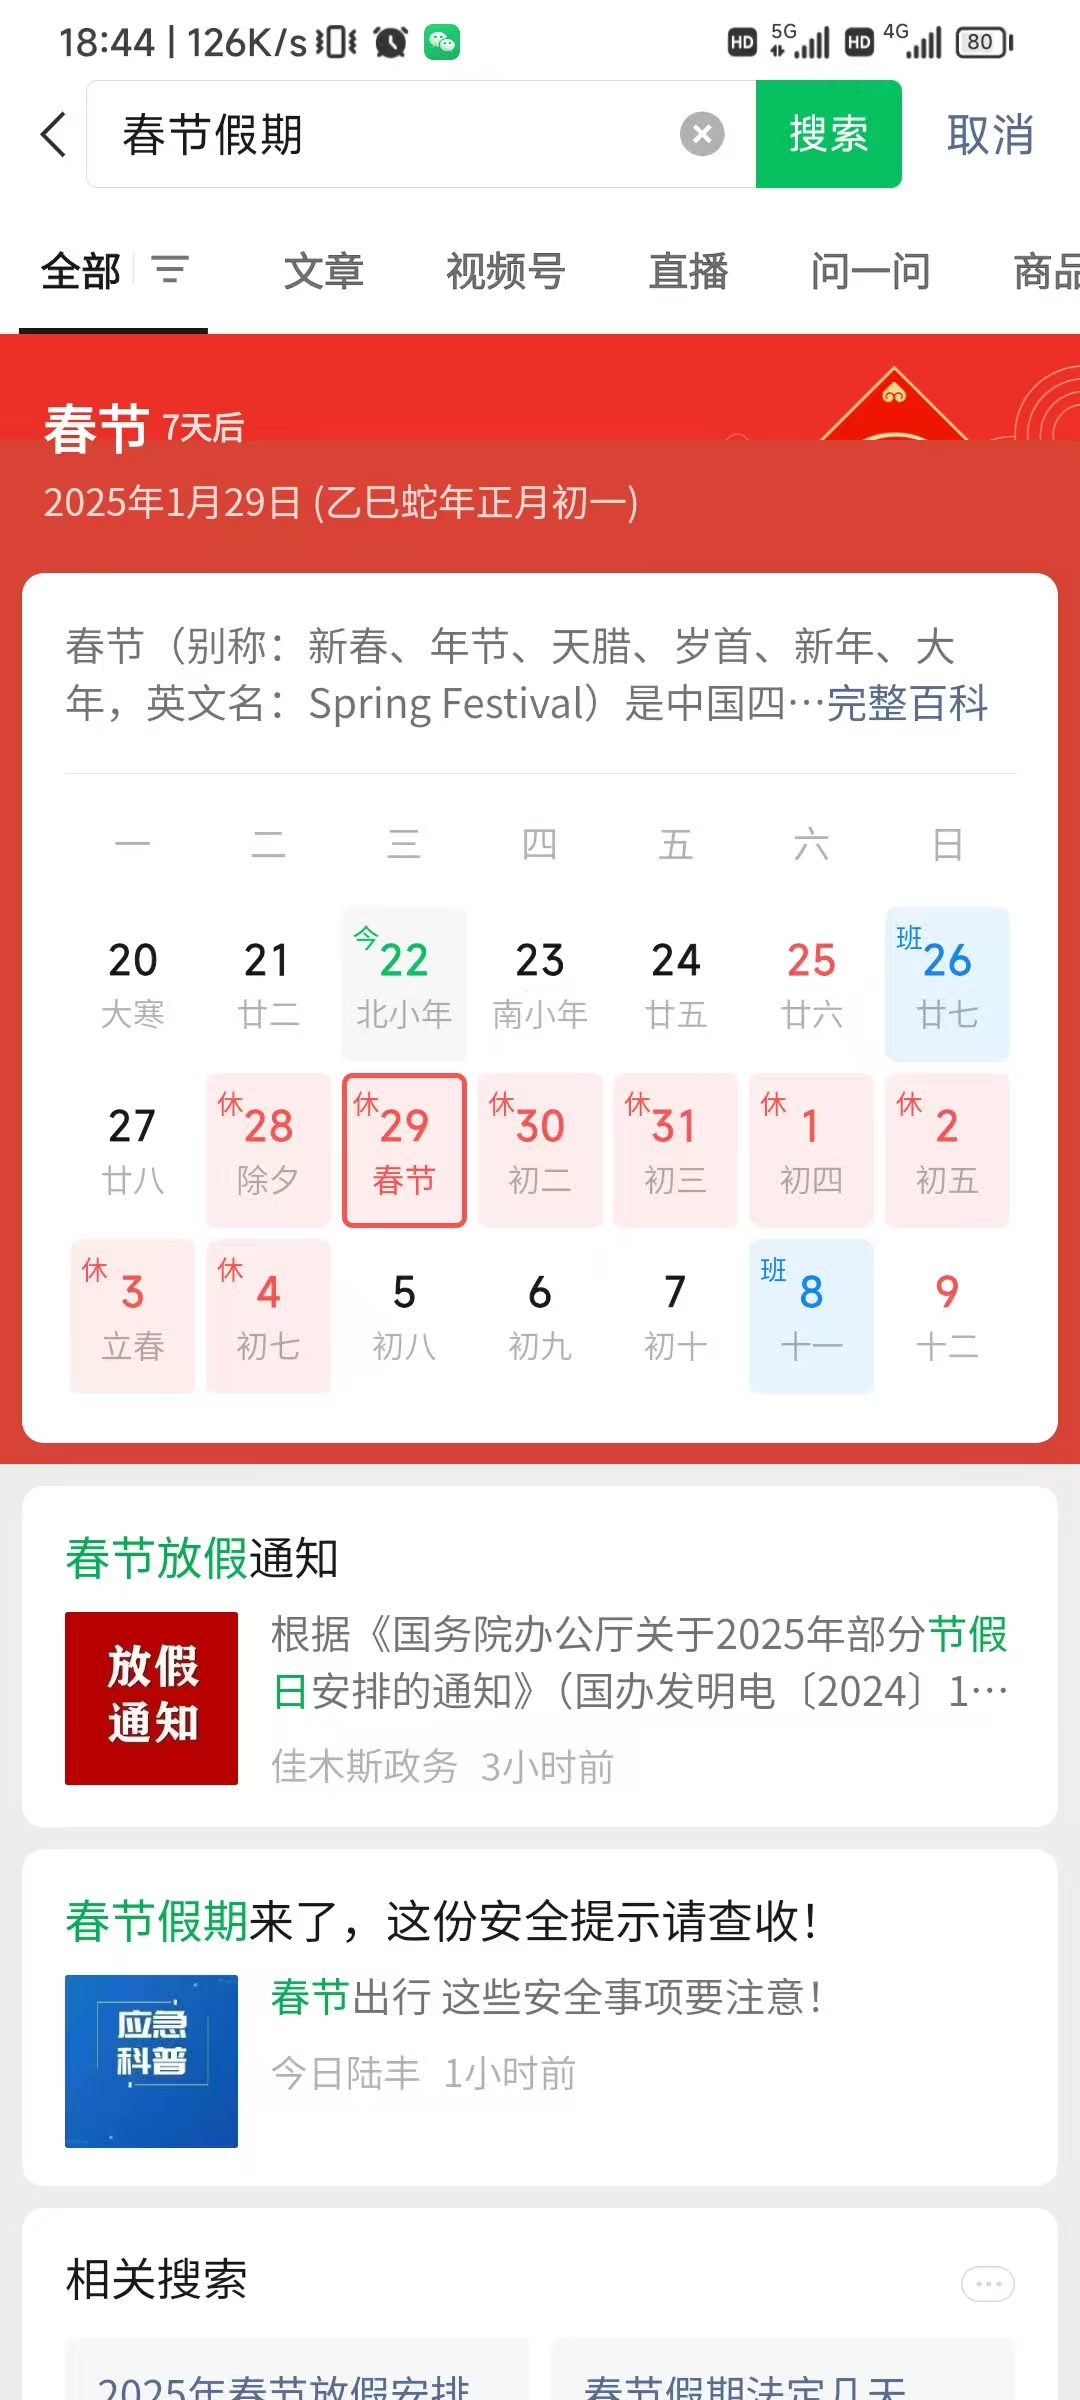 18:44 | 126K/s HD 5G HD 4G 80
春节假期 搜索 取消
全部 文章 视频号 直播 问一问 商品
春节 7天后
2025年1月29日 (乙巳蛇年正月初一)
春节（别称：新春、年节、天腊、岁首、新年、大
年，英文名：Spring Festival）是中国四…完整百科
一 二 三 四 五 六 日
20 21 今22 23 24 25 班26
大寒 廿二 北小年 南小年 廿五 廿六 廿七
27 休28 休29 休30 休31 休1 休2
廿八 除夕 春节 初二 初三 初四 初五
休3 休4 5 6 7 班8 9
立春 初七 初八 初九 初十 十一 十二
春节放假通知
放假
通知
根据《国务院办公厅关于2025年部分节假
日安排的通知》（国办发明电〔2024〕1…
佳木斯政务 3小时前
春节假期来了，这份安全提示请查收！
应急
科普
春节出行 这些安全事项要注意！
今日陆丰 1小时前
相关搜索
2025年春节放假安排 春节假期法定几天